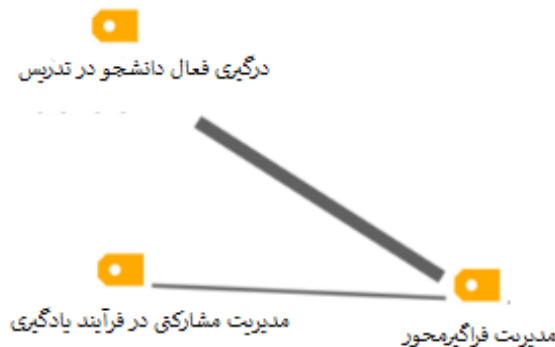 درگیری فعال دانشجو در تدریس
مدیریت مشارکتی در فرآیند یادگیری
مدیریت فراگیرمحور